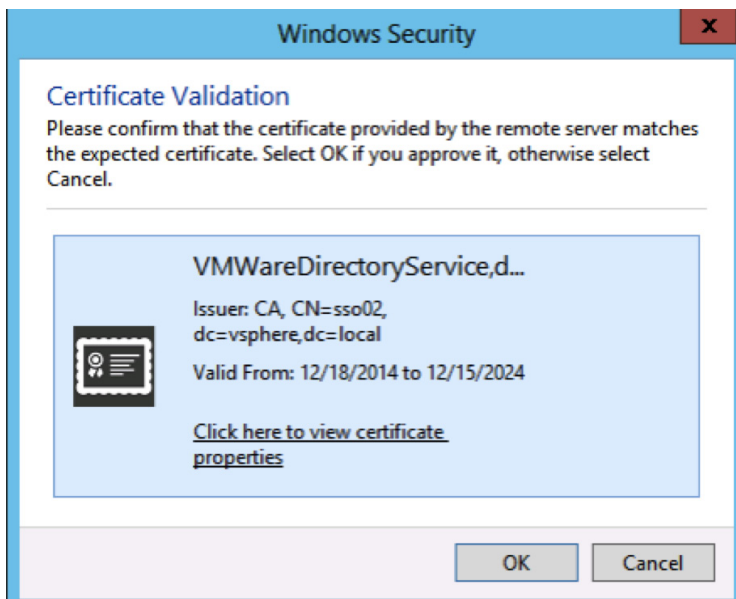 Windows Security
x
Certificate Validation
Please confirm that the certificate provided by the remote server matches
the expected certificate. Select OK if you approve it, otherwise select
Cancel.
VMWareDirectoryService,d...
Issuer: CA, CN=sso02,
dc=vsphere,dc=local
Valid From: 12/18/2014 to 12/15/2024
Click here to view certificate
properties
OK
Cancel